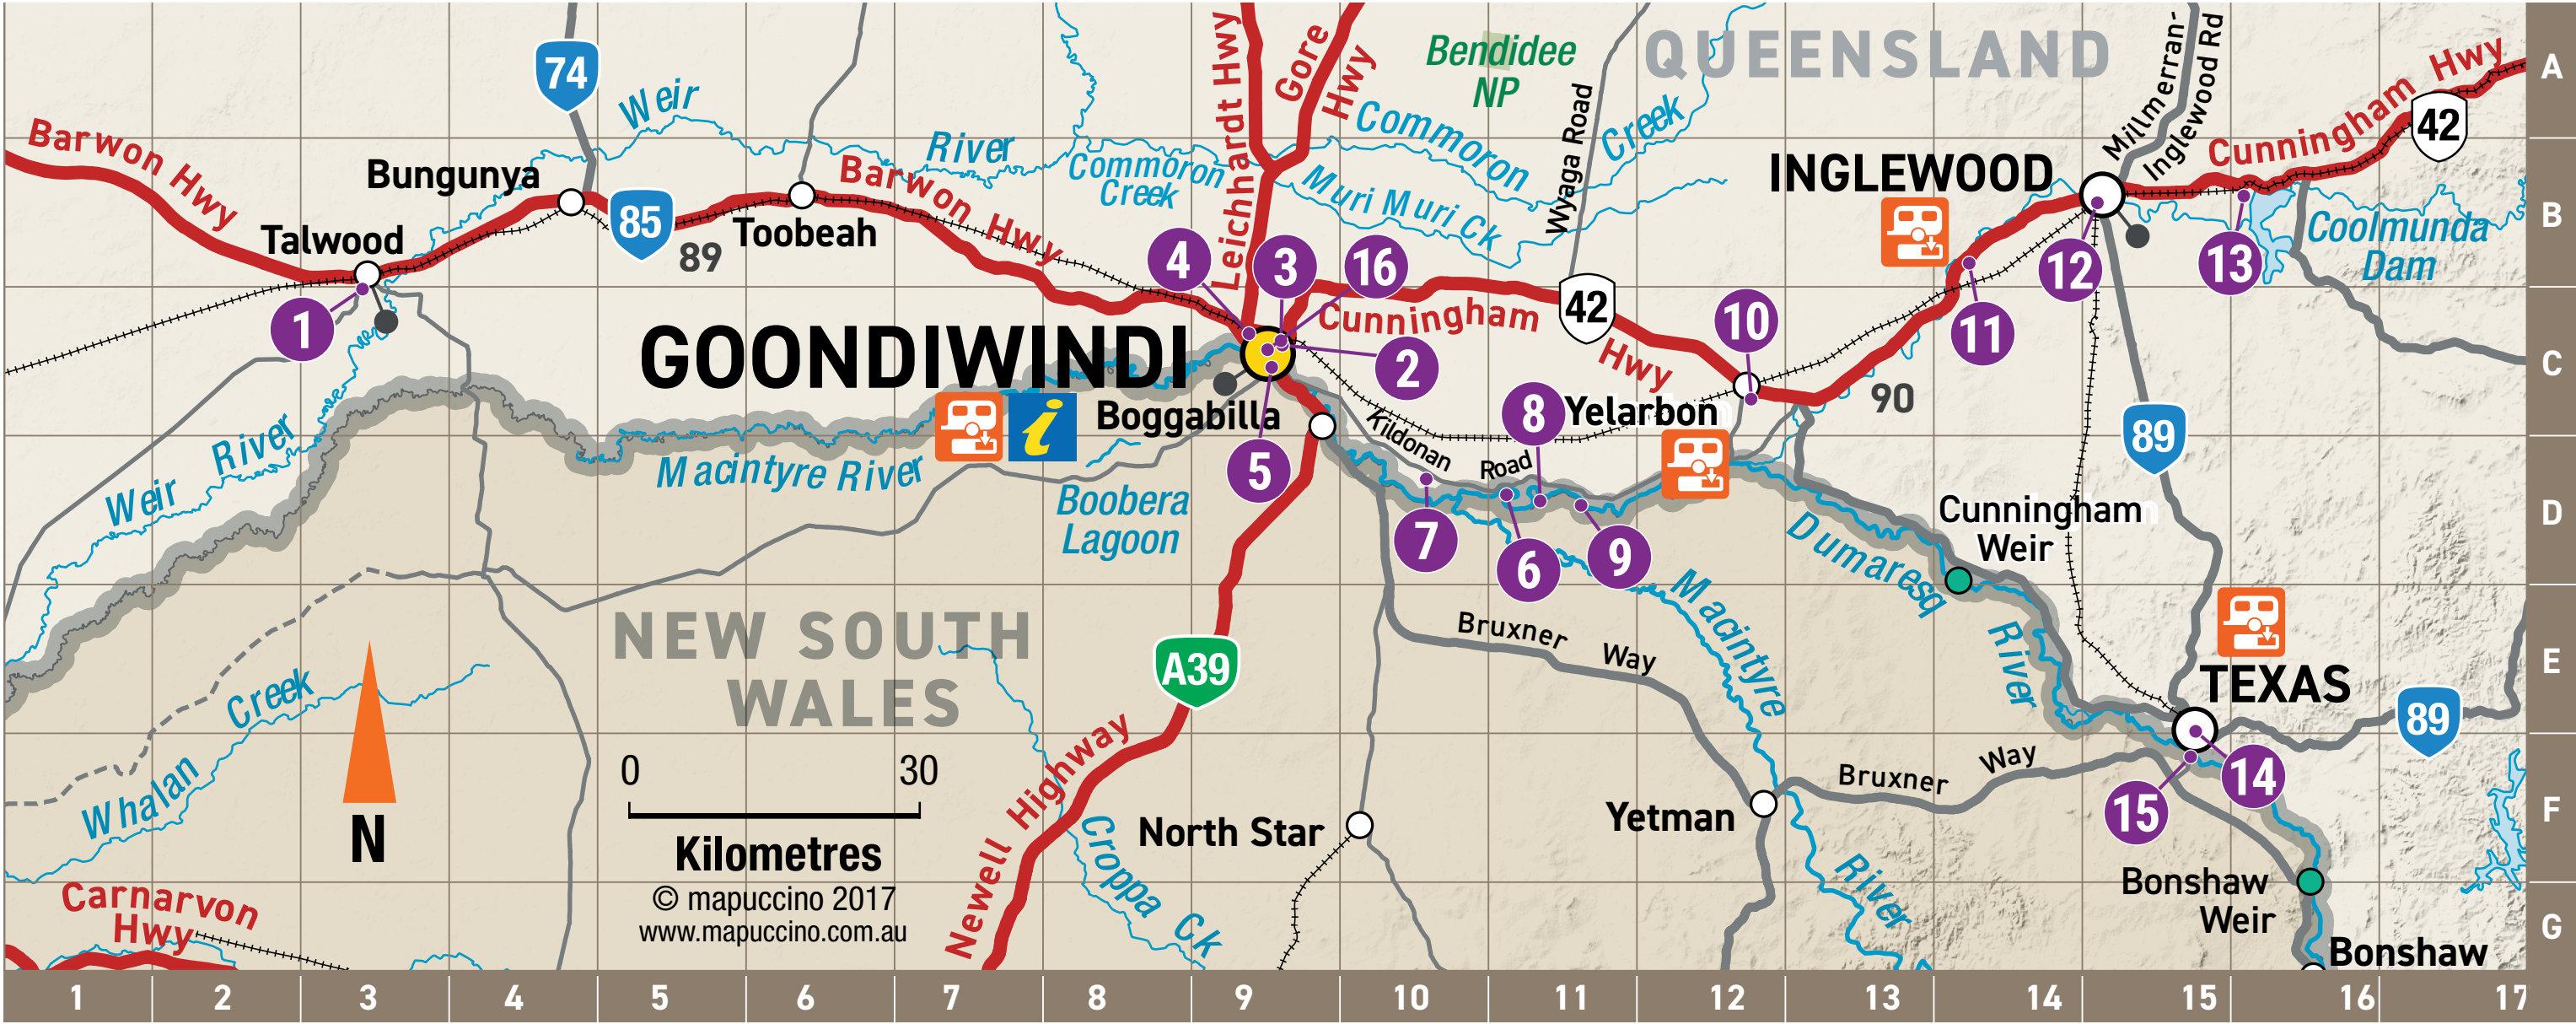 74
Weir
River
Barwon Hwy
Bungunya
Talwood
1
85
89
Toobeah
Barwon Hwy
Commoron
Creek
Leichhardt Hwy
Gore
Hwy
Bendidee
NP
QUEENSLAND
Commoron
Creek
Muri Muri Ck
Wyaga Road
Millmerran-
Inglewood Rd
Cunningham Hwy
42
INGLEWOOD
Coolmunda
Dam
12
13
11
4
3
16
2
5
GOONDIWINDI
i
Boggabilla
Cunningham
Hwy
42
10
Yelarbon
90
8
Kildonan
Road
7
6
9
89
Weir
River
Macintyre River
Boobera
Lagoon
Dumaresq
River
Cunningham
Weir
Macintyre
River
Bruxner Way
NEW SOUTH
WALES
A39
Newell Highway
TEXAS
89
14
15
Bruxner Way
Yetman
North Star
Croppa Ck
Whalan
Creek
N
0 30
Kilometres
© mapuccino 2017
www.mapuccino.com.au
Carnarvon
Hwy
Bonshaw
Weir
Bonshaw
A
B
C
D
E
F
G
1 2 3 4 5 6 7 8 9 10 11 12 13 14 15 16 17